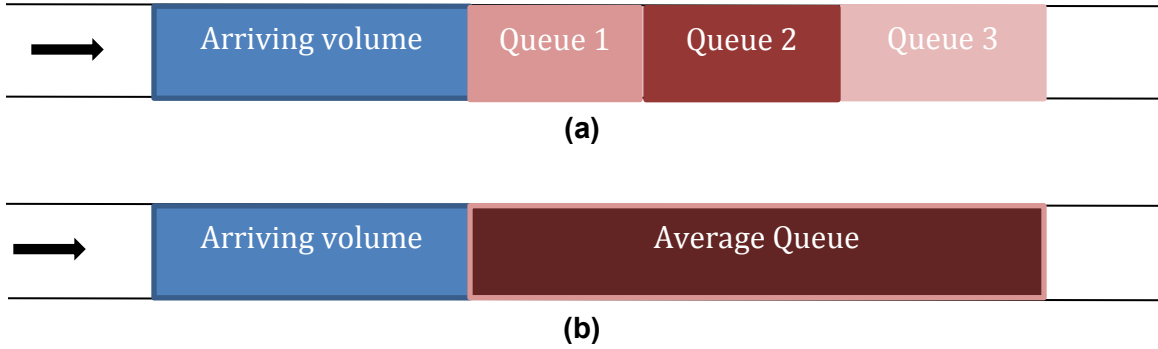 Arriving volume Queue 1 Queue 2 Queue 3
(a)
Arriving volume Average Queue
(b)